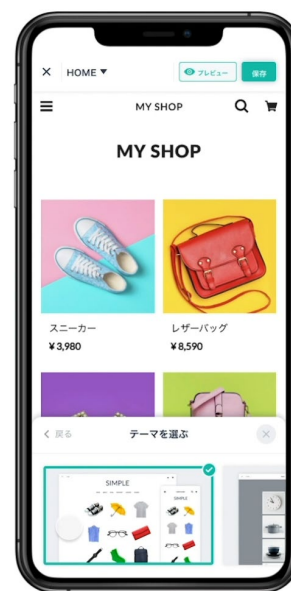 × HOME ▼ プレビュー 保存
MY SHOP
MY SHOP
スニーカー
¥3,980
レザーバッグ
¥8,590
戻る テーマを選ぶ ×
SIMPLE
SIMPLE